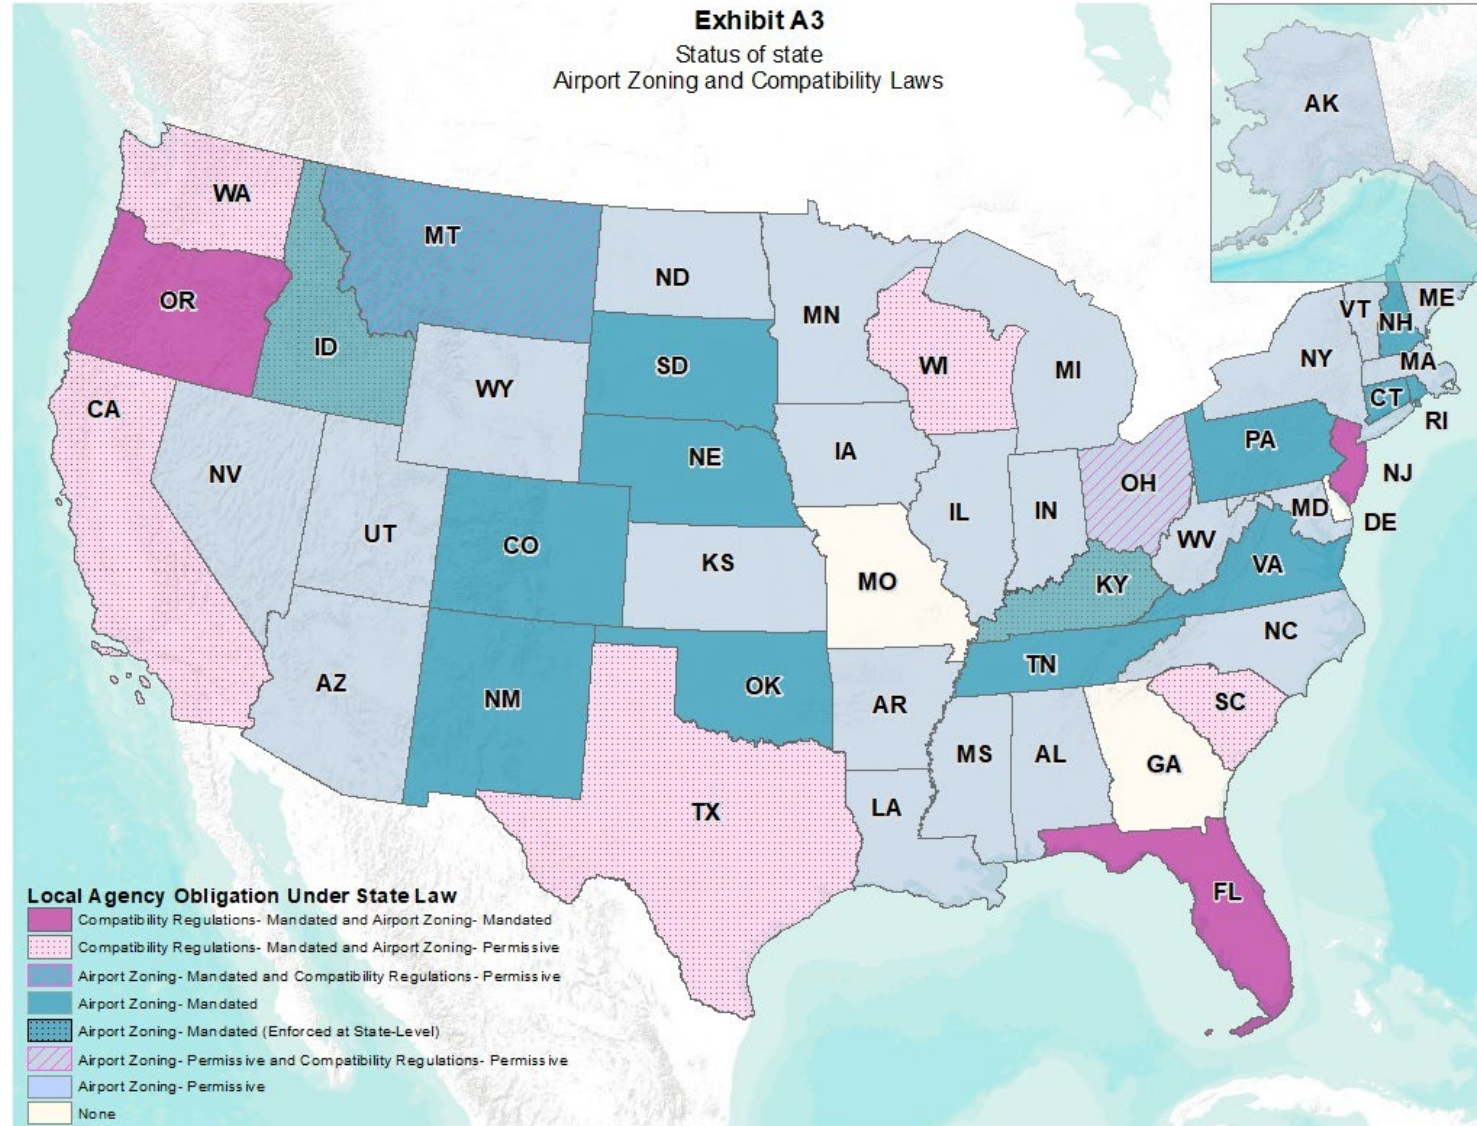 Exhibit A3
Status of state
Airport Zoning and Compatibility Laws
AK
WA
MT
ND
MN
ME
VT
NH
OR
ID
SD
WI
MI
NY
MA
WY
CA
CT
RI
NE
IA
PA
NV
IL
IN
OH
NJ
UT
CO
KS
MO
WV
MD
DE
KY
VA
NC
AZ
NM
OK
TN
AR
SC
MS
AL
GA
TX
LA
FL
Local Agency Obligation Under State Law
Compatibility Regulations- Mandated and Airport Zoning- Mandated
Compatibility Regulations- Mandated and Airport Zoning- Permissive
Airport Zoning- Mandated and Compatibility Regulations- Permissive
Airport Zoning- Mandated
Airport Zoning- Mandated (Enforced at State-Level)
Airport Zoning- Permissive and Compatibility Regulations- Permissive
Airport Zoning- Permissive
None